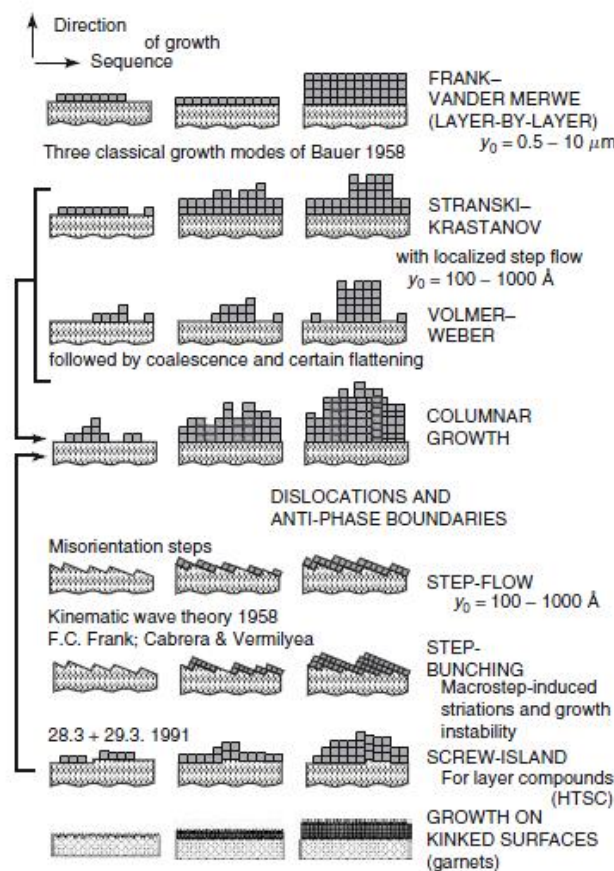 Direction
of growth
Sequence
FRANK–
VANDER MERWE
(LAYER-BY-LAYER)
y₀ = 0.5 – 10 μm
Three classical growth modes of Bauer 1958
STRANSKI–
KRASTANOV
with localized step flow
y₀ = 100 – 1000 Å
VOLMER–
WEBER
followed by coalescence and certain flattening
COLUMNAR
GROWTH
DISLOCATIONS AND
ANTI-PHASE BOUNDARIES
Misorientation steps
STEP-FLOW
y₀ = 100 – 1000 Å
Kinematic wave theory 1958
F.C. Frank; Cabrera & Vermilyea
STEP-
BUNCHING
Macrostep-induced
striations and growth
instability
28.3 + 29.3. 1991
SCREW-ISLAND
For layer compounds
(HTSC)
GROWTH ON
KINKED SURFACES
(garnets)